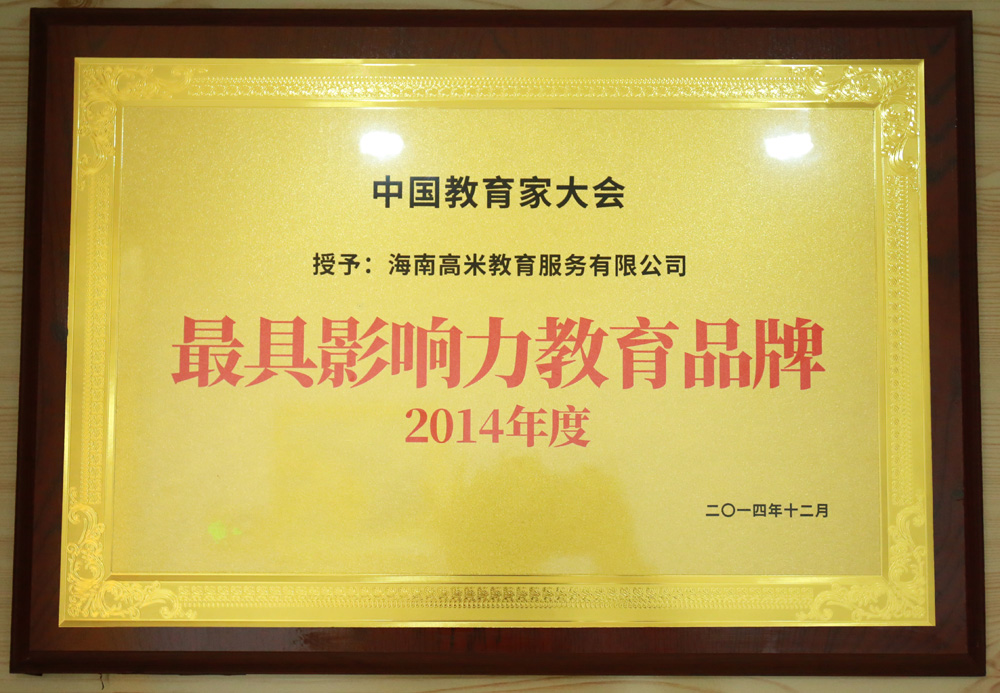 中国教育家大会
授予：海南高米教育服务有限公司
最具影响力教育品牌
2014年度
二〇一四年十二月